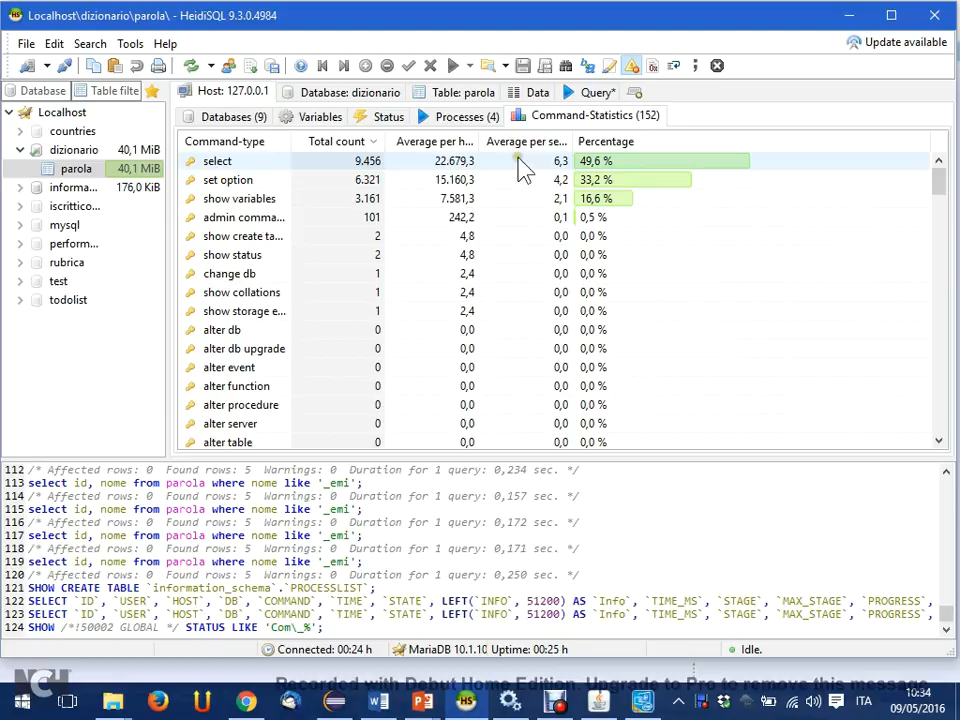 Localhost\dizionario\parola\ - HeidiSQL 9.3.0.4984
File Edit Search Tools Help
Update available
Database Table filte
Host: 127.0.0.1 Database: dizionario Table: parola Data Query*
Localhost
countries
dizionario 40,1 MiB
parola 40,1 MiB
informa... 176,0 KiB
iscrittico...
mysql
perform...
rubrica
test
todolist
Databases (9) Variables Status Processes (4) Command-Statistics (152)
Command-type Total count Average per h... Average per se... Percentage
select 9.456 22.679,3 6,3 49,6 %
set option 6.321 15.160,3 4,2 33,2 %
show variables 3.161 7.581,3 2,1 16,6 %
admin comma... 101 242,2 0,1 0,5 %
show create ta... 2 4,8 0,0 0,0 %
show status 2 4,8 0,0 0,0 %
change db 1 2,4 0,0 0,0 %
show collations 1 2,4 0,0 0,0 %
show storage e... 1 2,4 0,0 0,0 %
alter db 0 0,0 0,0 0,0 %
alter db upgrade 0 0,0 0,0 0,0 %
alter event 0 0,0 0,0 0,0 %
alter function 0 0,0 0,0 0,0 %
alter procedure 0 0,0 0,0 0,0 %
alter server 0 0,0 0,0 0,0 %
alter table 0 0,0 0,0 0,0 %
112 /* Affected rows: 0 Found rows: 5 Warnings: 0 Duration for 1 query: 0,234 sec. */
113 select id, nome from parola where nome like '_emi';
114 /* Affected rows: 0 Found rows: 5 Warnings: 0 Duration for 1 query: 0,157 sec. */
115 select id, nome from parola where nome like '_emi';
116 /* Affected rows: 0 Found rows: 5 Warnings: 0 Duration for 1 query: 0,172 sec. */
117 select id, nome from parola where nome like '_emi';
118 /* Affected rows: 0 Found rows: 5 Warnings: 0 Duration for 1 query: 0,171 sec. */
119 select id, nome from parola where nome like '_emi';
120 /* Affected rows: 0 Found rows: 5 Warnings: 0 Duration for 1 query: 0,250 sec. */
121 SHOW CREATE TABLE `information_schema`.`PROCESSLIST`;
122 SELECT `ID`, `USER`, `HOST`, `DB`, `COMMAND`, `TIME`, `STATE`, LEFT(`INFO`, 51200) AS `Info`, `TIME_MS`, `STAGE`, `MAX_STAGE`, `PROGRESS`,
123 SELECT `ID`, `USER`, `HOST`, `DB`, `COMMAND`, `TIME`, `STATE`, LEFT(`INFO`, 51200) AS `Info`, `TIME_MS`, `STAGE`, `MAX_STAGE`, `PROGRESS`,
124 SHOW /*!50002 GLOBAL */ STATUS LIKE 'Com\_%';
Connected: 00:24 h MariaDB 10.1.10 Uptime: 00:25 h Idle.
NCH
Recorded with Debut Home Edition. Upgrade to Pro to remove this message
ITA
10:34
09/05/2016